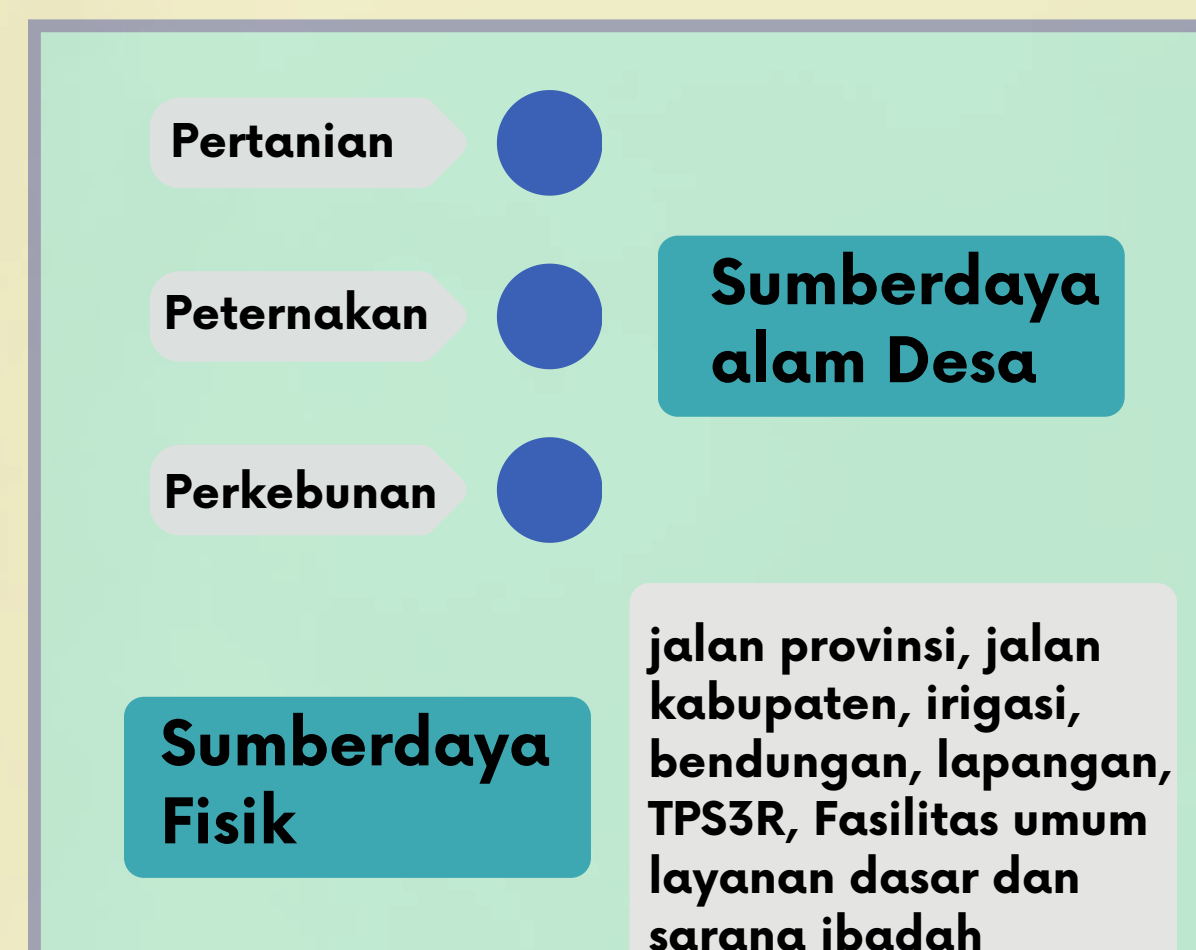 Pertanian
Peternakan
Perkebunan
Sumberdaya
alam Desa
Sumberdaya
Fisik
jalan provinsi, jalan
kabupaten, irigasi,
bendungan, lapangan,
TPS3R, Fasilitas umum
layanan dasar dan
sarana ibadah